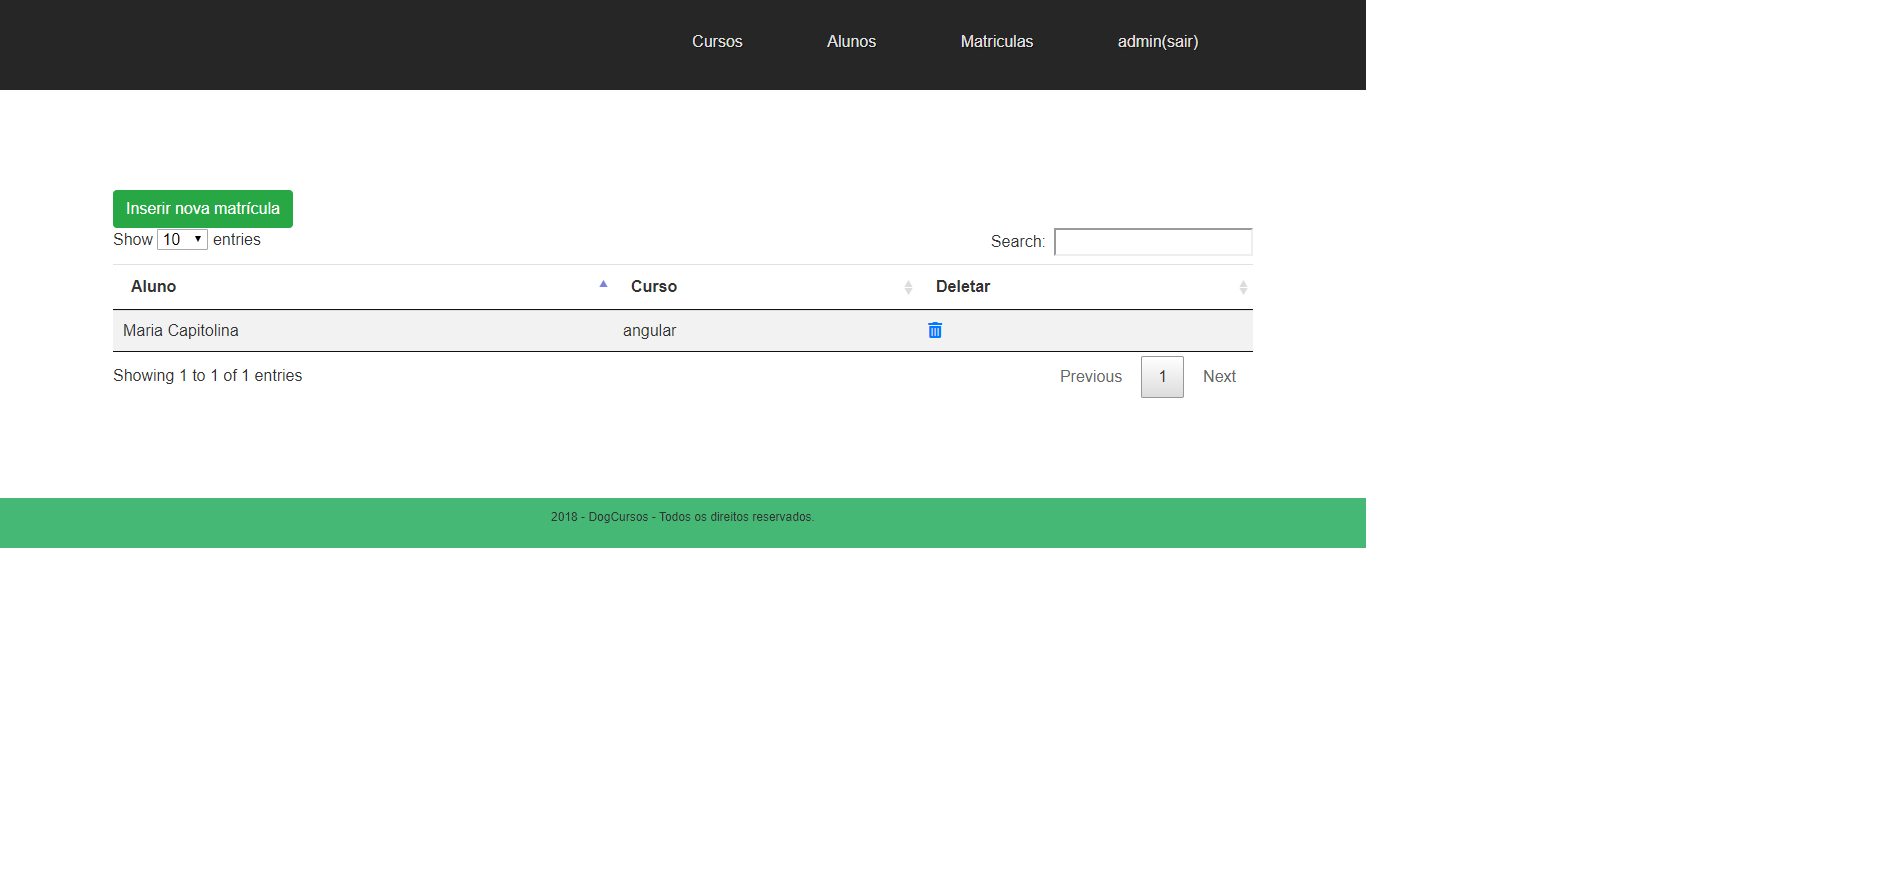 Cursos Alunos Matriculas admin(sair)
Inserir nova matrícula
Show 10 entries Search:
Aluno Curso Deletar
Maria Capitolina angular
Showing 1 to 1 of 1 entries Previous 1 Next
2018 - DogCursos - Todos os direitos reservados.